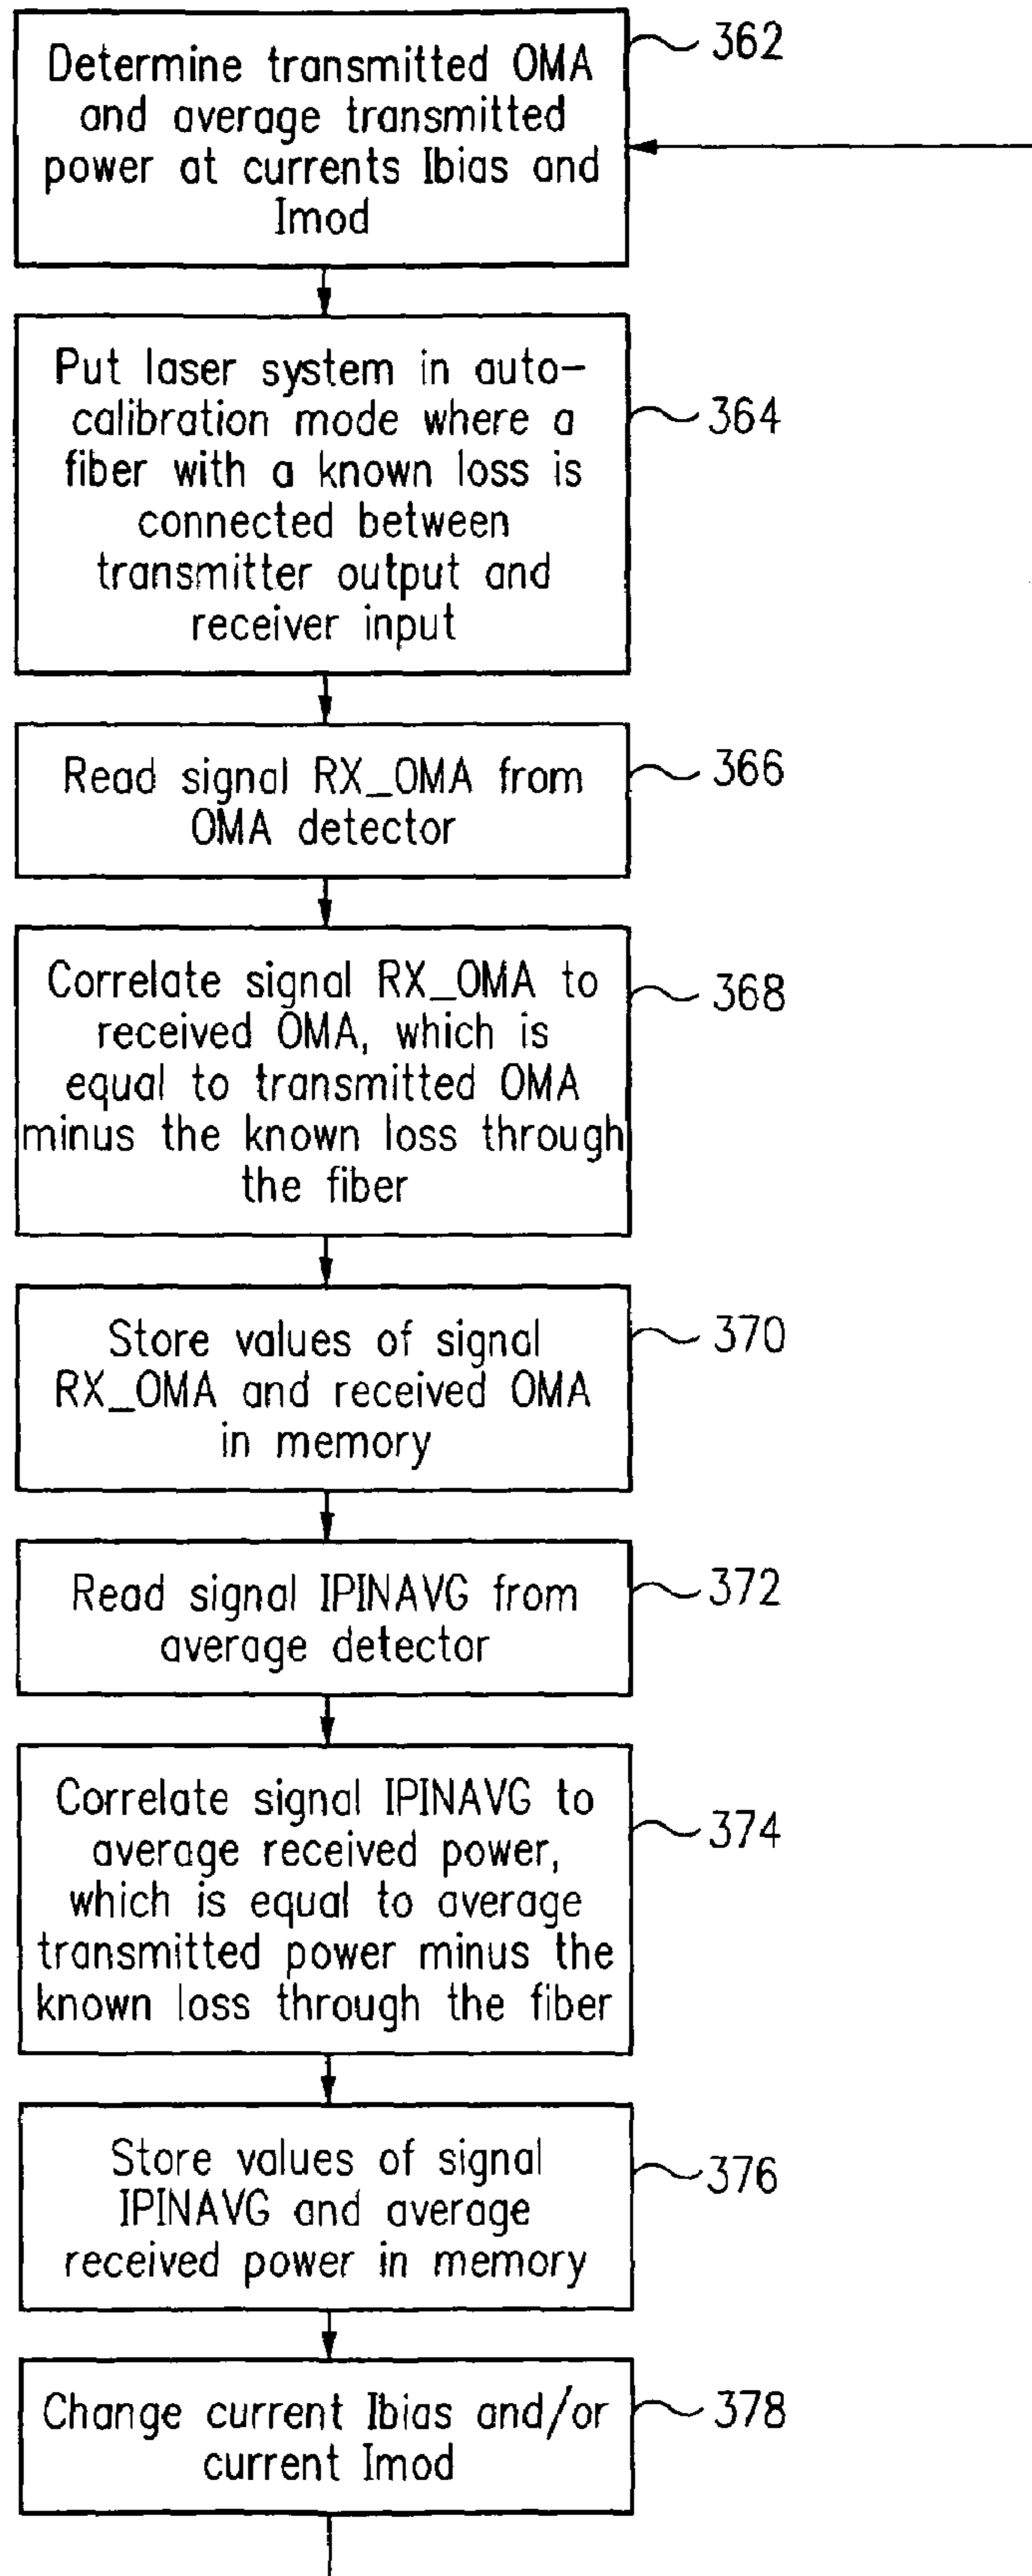 Determine transmitted OMA
and average transmitted
power at currents Ibias and
Imod
362
Put laser system in auto-
calibration mode where a
fiber with a known loss is
connected between
transmitter output and
receiver input
364
Read signal RX_OMA from
OMA detector
366
Correlate signal RX_OMA to
received OMA, which is
equal to transmitted OMA
minus the known loss through
the fiber
368
Store values of signal
RX_OMA and received OMA
in memory
370
Read signal IPINAVG from
average detector
372
Correlate signal IPINAVG to
average received power,
which is equal to average
transmitted power minus the
known loss through the fiber
374
Store values of signal
IPINAVG and average
received power in memory
376
Change current Ibias and/or
current Imod
378